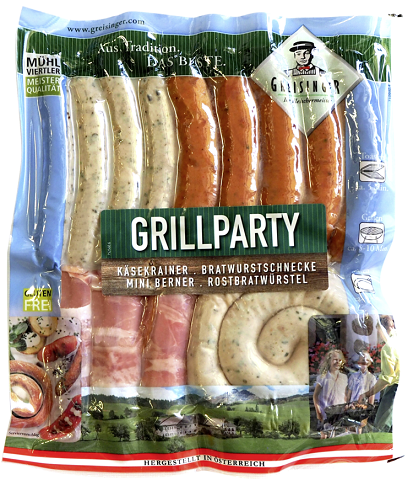 www.greisinger.com
Aus Tradition
DAS BESTE
MÜHL
VIERTLER
MEISTER
QUALITÄT
GREISINGER
GRILLPARTY
KÄSEKRAINER . BRATWURSTSCHNECKE
MINI BERNER . ROSTBRATWÜRSTEL
GLUTEN
FREI
HERGESTELLT IN ÖSTERREICH